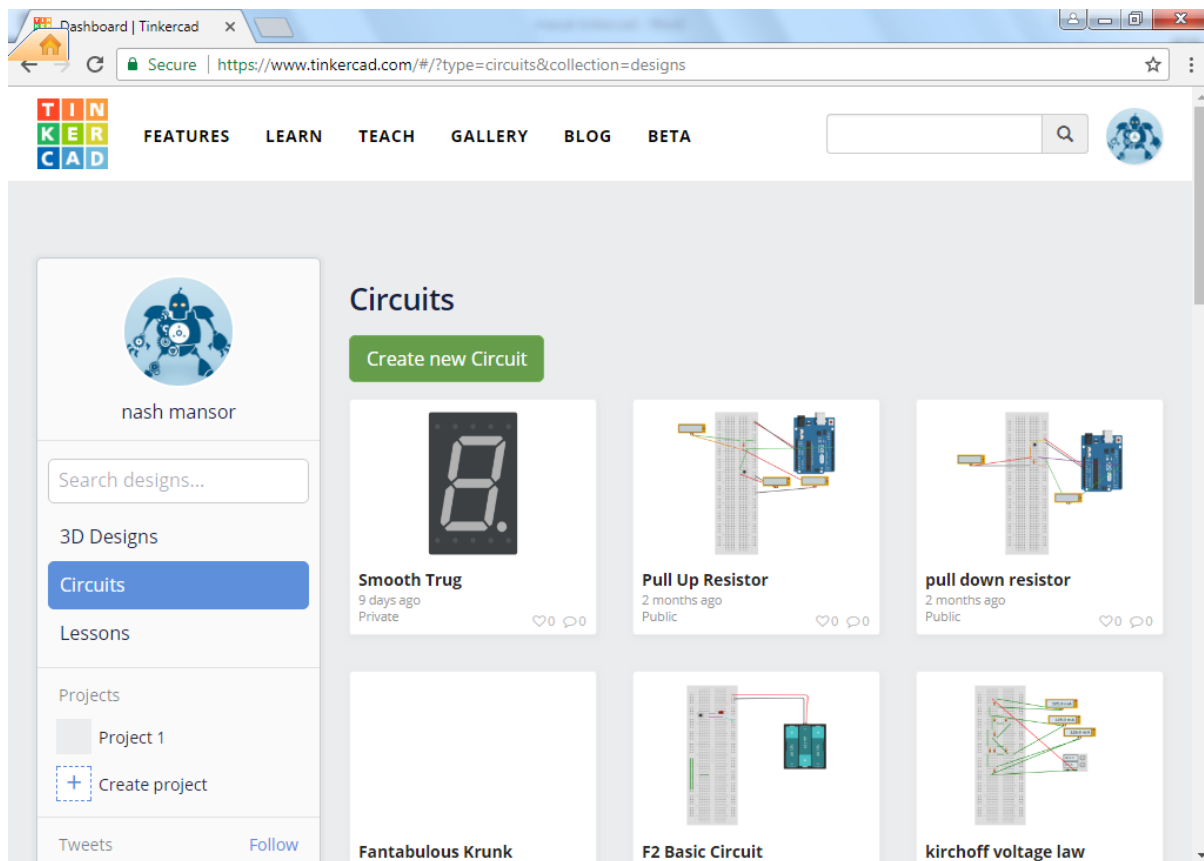 Dashboard | Tinkercad
Secure | https://www.tinkercad.com/#/?type=circuits&collection=designs
TIN
KER
CAD
FEATURES LEARN TEACH GALLERY BLOG BETA
nash mansor
Search designs...
3D Designs
Circuits
Lessons
Projects
Project 1
Create project
Tweets Follow
Circuits
Create new Circuit
Smooth Trug
9 days ago
Private
0 0
Pull Up Resistor
2 months ago
Public
0 0
pull down resistor
2 months ago
Public
0 0
Fantabulous Krunk
F2 Basic Circuit
kirchoff voltage law